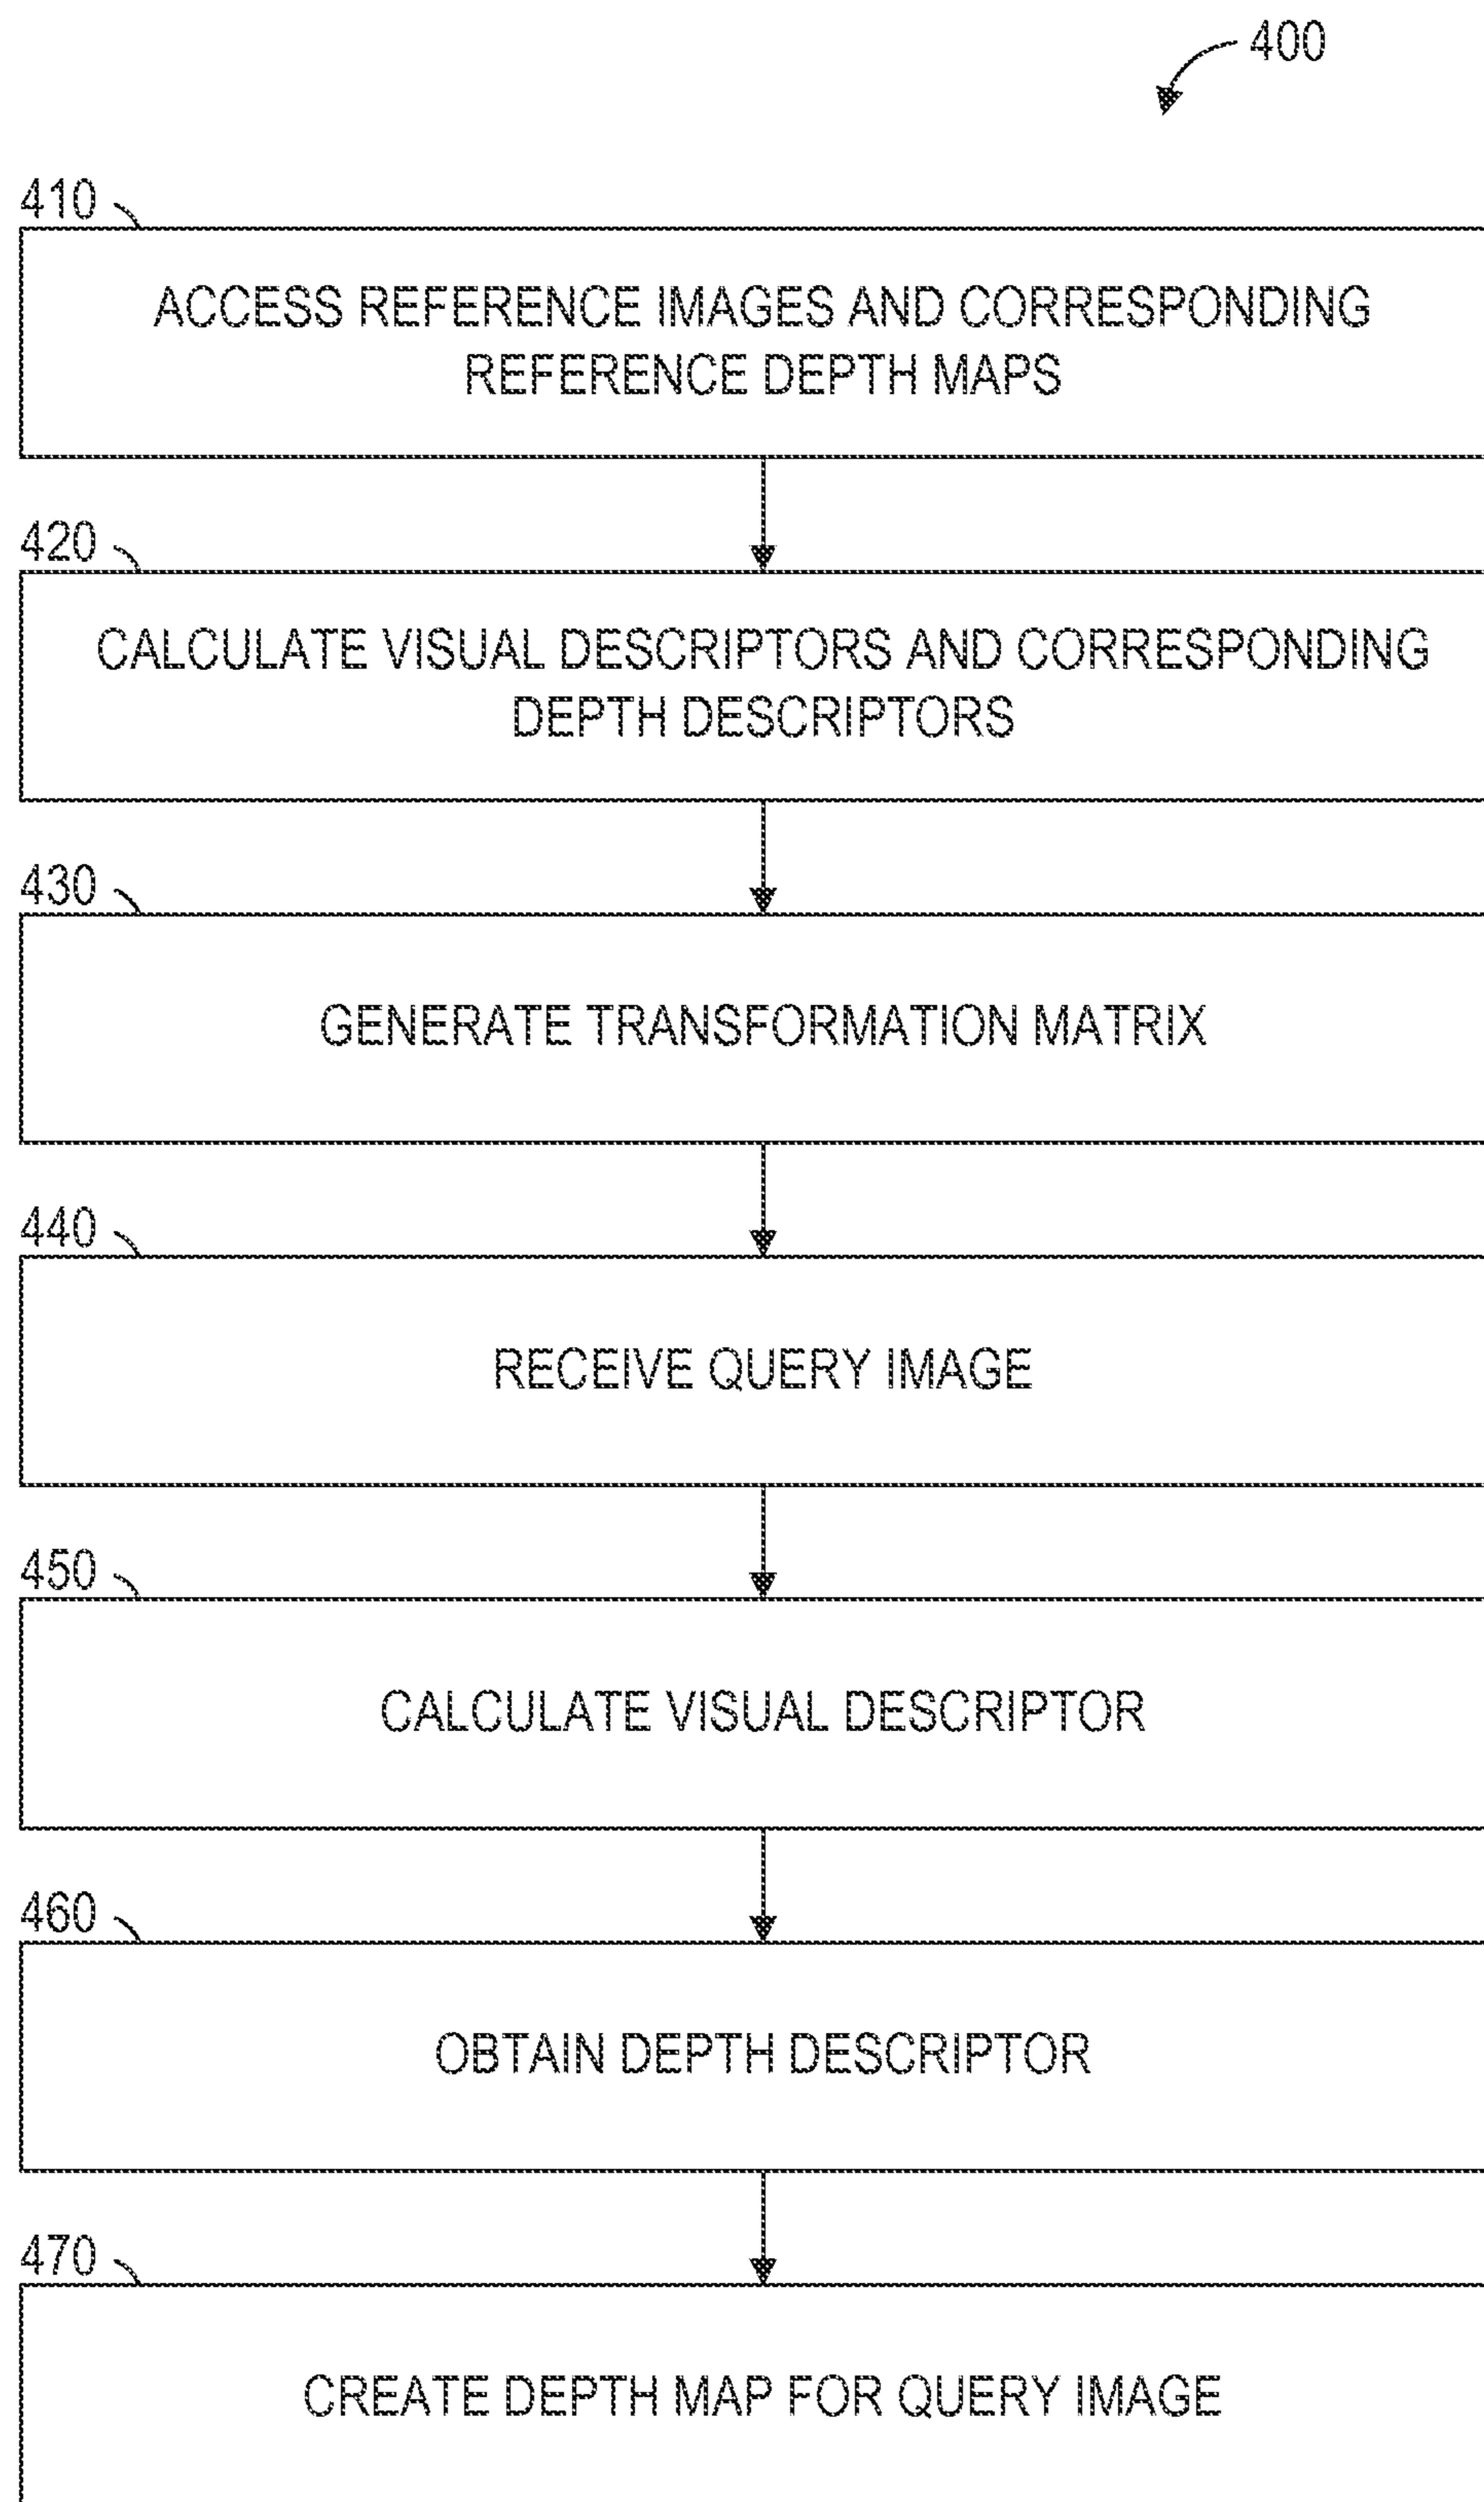 400
410
ACCESS REFERENCE IMAGES AND CORRESPONDING
REFERENCE DEPTH MAPS
420
CALCULATE VISUAL DESCRIPTORS AND CORRESPONDING
DEPTH DESCRIPTORS
430
GENERATE TRANSFORMATION MATRIX
440
RECEIVE QUERY IMAGE
450
CALCULATE VISUAL DESCRIPTOR
460
OBTAIN DEPTH DESCRIPTOR
470
CREATE DEPTH MAP FOR QUERY IMAGE